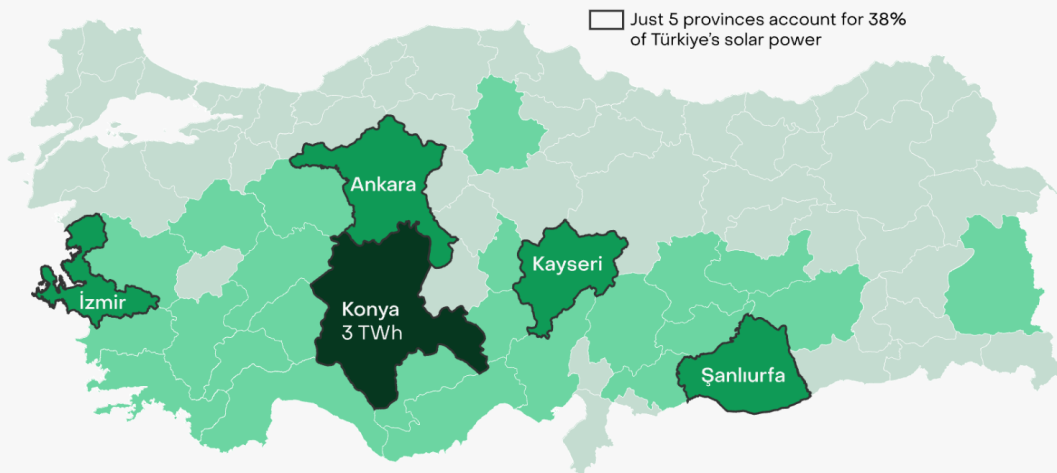 Just 5 provinces account for 38%
of Türkiye's solar power
Ankara
Kayseri
İzmir
Konya
3 TWh
Şanlıurfa